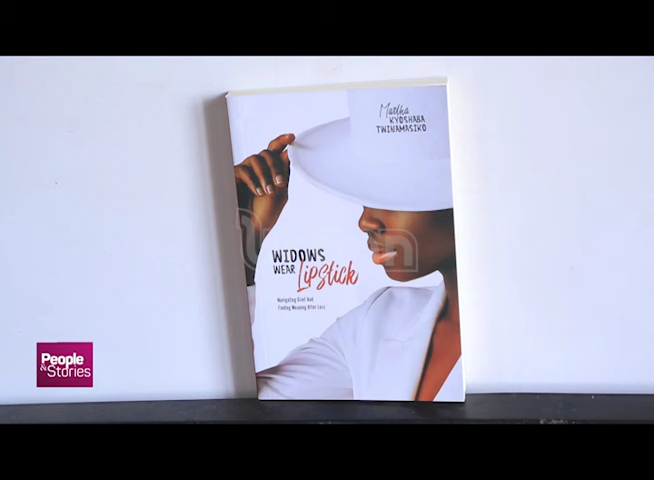 Martha
KYOSHABA
TWINAMASIKO
WIDOWS
WEAR Lipstick
Navigating Grief And
Finding Meaning After Loss
People
& Stories